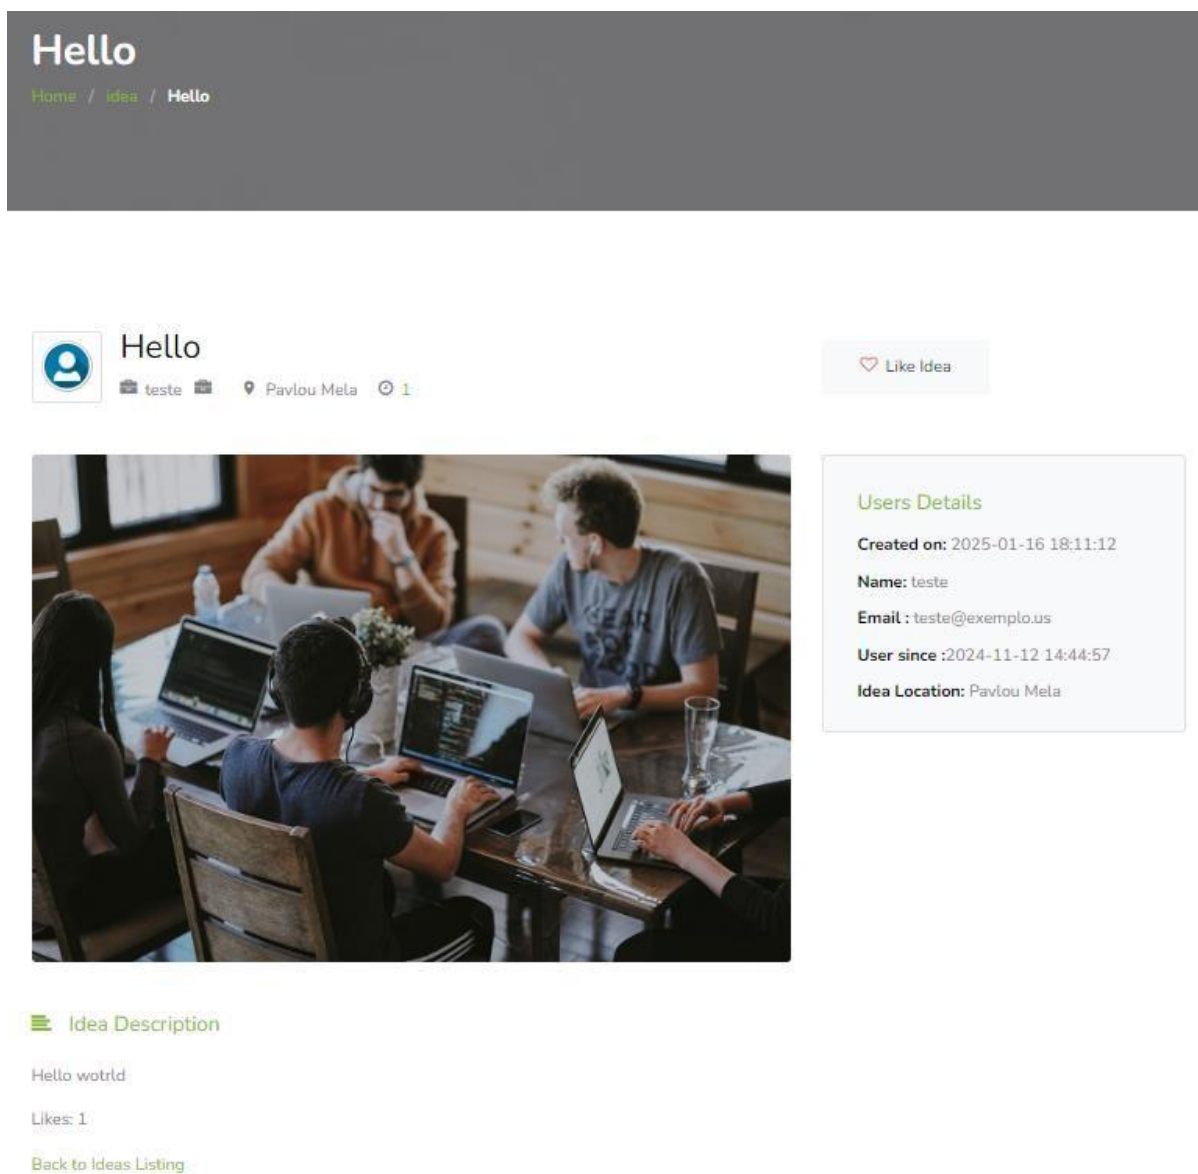 Hello
Home / idea / Hello
Hello
teste Pavlou Mela 1
Like Idea
Users Details
Created on: 2025-01-16 18:11:12
Name: teste
Email : teste@exemplo.us
User since :2024-11-12 14:44:57
Idea Location: Pavlou Mela
Idea Description
Hello wotrld
Likes: 1
Back to Ideas Listing